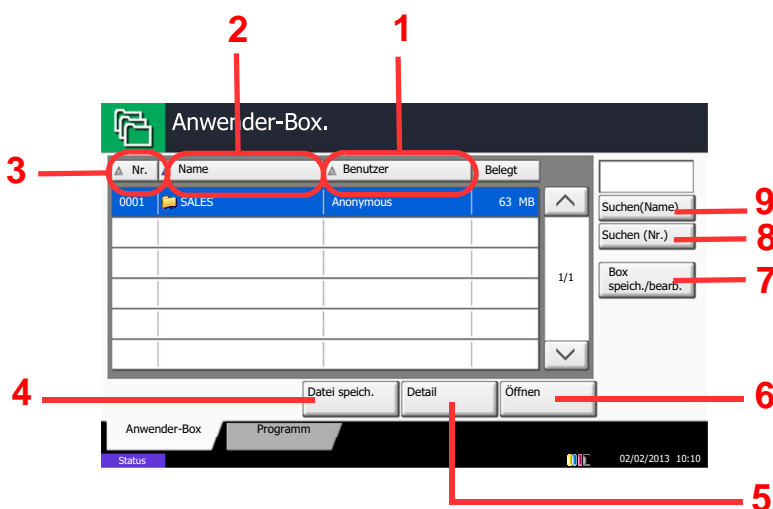 2
1
Anwender-Box.
3
Nr.
Name
Benutzer
Belegt
0001
SALES
Anonymous
63 MB
Suchen(Name)
9
Suchen (Nr.)
8
1/1
Box
speich./bearb.
7
4
Datei speich.
Detail
Öffnen
6
Anwender-Box
Programm
Status
02/02/2013 10:10
5